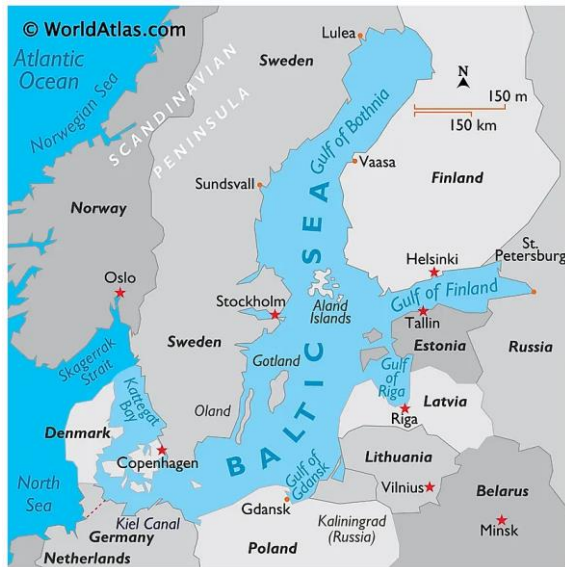 © WorldAtlas.com
Atlantic
Ocean
Norwegian Sea
SCANDINAVIAN
PENINSULA
Lulea
Sweden
Gulf of Bothnia
N
150 m
150 km
Vaasa
Finland
Sundsvall
Norway
BALTIC SEA
Oslo
Helsinki
St.
Petersburg
Stockholm
Aland
Islands
Gulf of Finland
Tallin
Estonia
Russia
Skagerrak
Strait
Sweden
Gotland
Gulf
of
Riga
Kattegat
Bay
Oland
Latvia
Riga
Denmark
Copenhagen
Lithuania
Vilnius
North
Sea
Gulf of
Gdansk
Belarus
Minsk
Kiel Canal
Gdansk
Kaliningrad
(Russia)
Germany
Netherlands
Poland